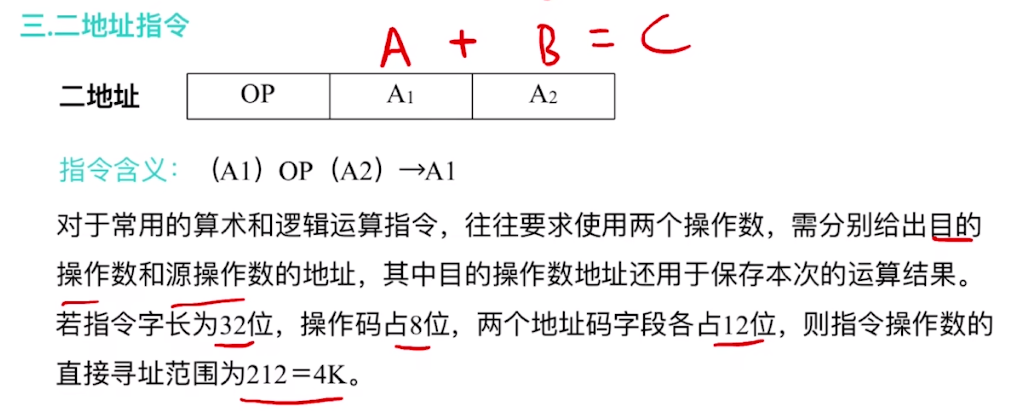 三.二地址指令
A + B = C
二地址 OP A1 A2
指令含义：（A1）OP（A2）→A1
对于常用的算术和逻辑运算指令，往往要求使用两个操作数，需分别给出目的
操作数和源操作数的地址，其中目的操作数地址还用于保存本次的运算结果。
若指令字长为32位，操作码占8位，两个地址码字段各占12位，则指令操作数的
直接寻址范围为212＝4K。